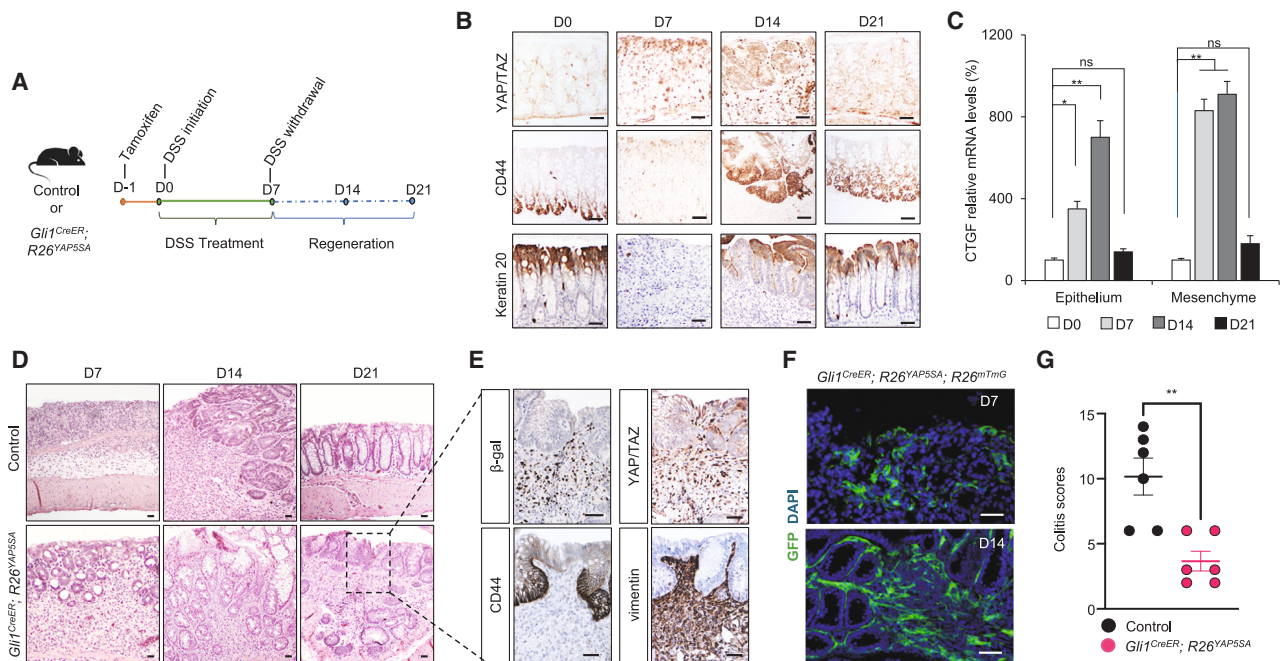 A
Tamoxifen
DSS initiation
DSS withdrawal
D-1
D0
D7
D14
D21
Control
or
Gli1CreER;
R26YAP5SA
DSS Treatment
Regeneration
B
D0
D7
D14
D21
YAP/TAZ
CD44
Keratin 20
C
CTGF relative mRNA levels (%)
1200
800
400
0
ns
**
*
ns
**
Epithelium
Mesenchyme
D0
D7
D14
D21
D
D7
D14
D21
Control
Gli1CreER; R26YAP5SA
E
β-gal
YAP/TAZ
CD44
vimentin
F
Gli1CreER; R26YAP5SA; R26mTmG
D7
D14
GFP DAPI
G
**
Colitis scores
15
10
5
0
Control
Gli1CreER; R26YAP5SA